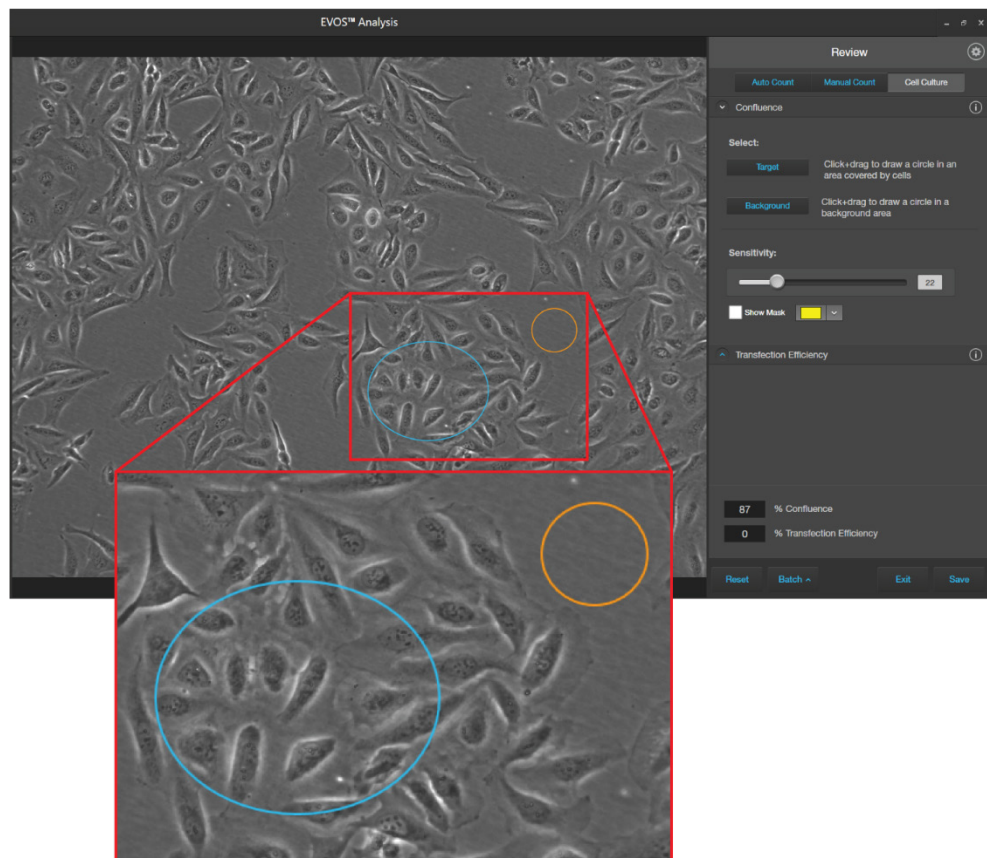 EVOS™ Analysis
Review
Auto Count
Manual Count
Cell Culture
Confluence
Select:
Target
Click+drag to draw a circle in an
area covered by cells
Background
Click+drag to draw a circle in a
background area
Sensitivity:
22
Show Mask
Transfection Efficiency
87 % Confluence
0 % Transfection Efficiency
Reset
Batch
Exit
Save